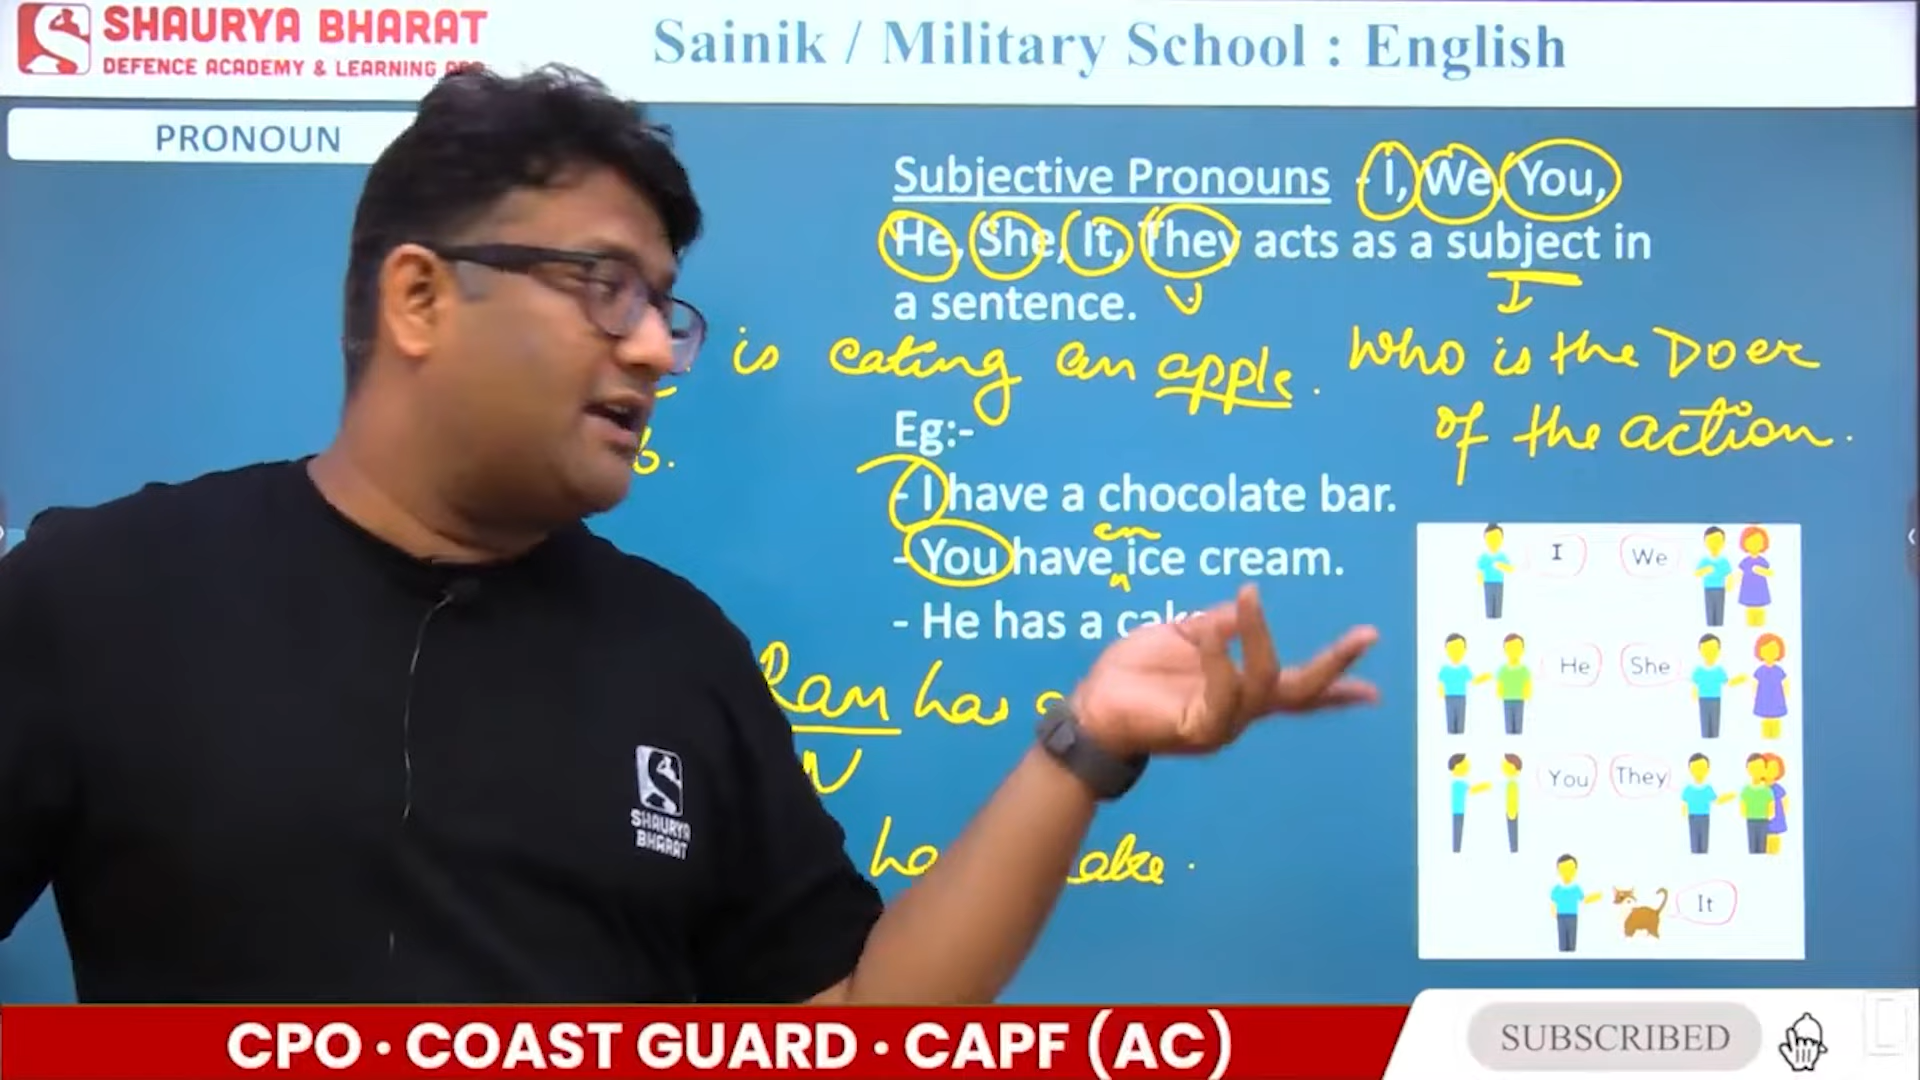 SHAURYA BHARAT
DEFENCE ACADEMY & LEARNING
Sainik / Military School : English
PRONOUN
Subjective Pronouns - I, We, You,
He, She, It, They acts as a subject in
a sentence.
is eating an apple. Who is the Doer
of the action.
Eg:-
- I have a chocolate bar.
an
- You have ice cream.
- He has a
Ram has
N
SHAURYA
BHARAT
I We
He She
You They
It
CPO • COAST GUARD • CAPF (AC)
SUBSCRIBED